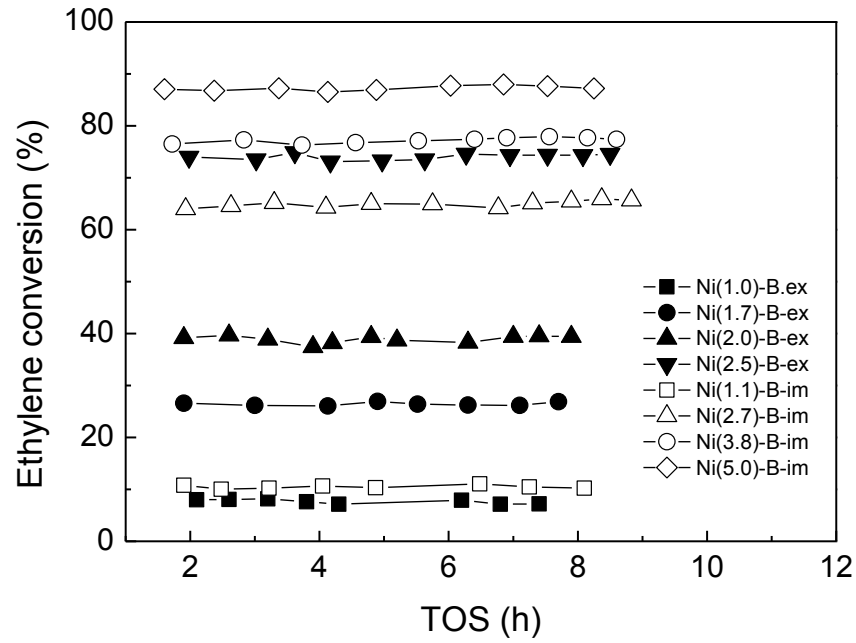 100
80
60
40
20
0
Ethylene conversion (%)
2 4 6 8 10 12
TOS (h)
Ni(1.0)-B.ex
Ni(1.7)-B-ex
Ni(2.0)-B-ex
Ni(2.5)-B-ex
Ni(1.1)-B-im
Ni(2.7)-B-im
Ni(3.8)-B-im
Ni(5.0)-B-im